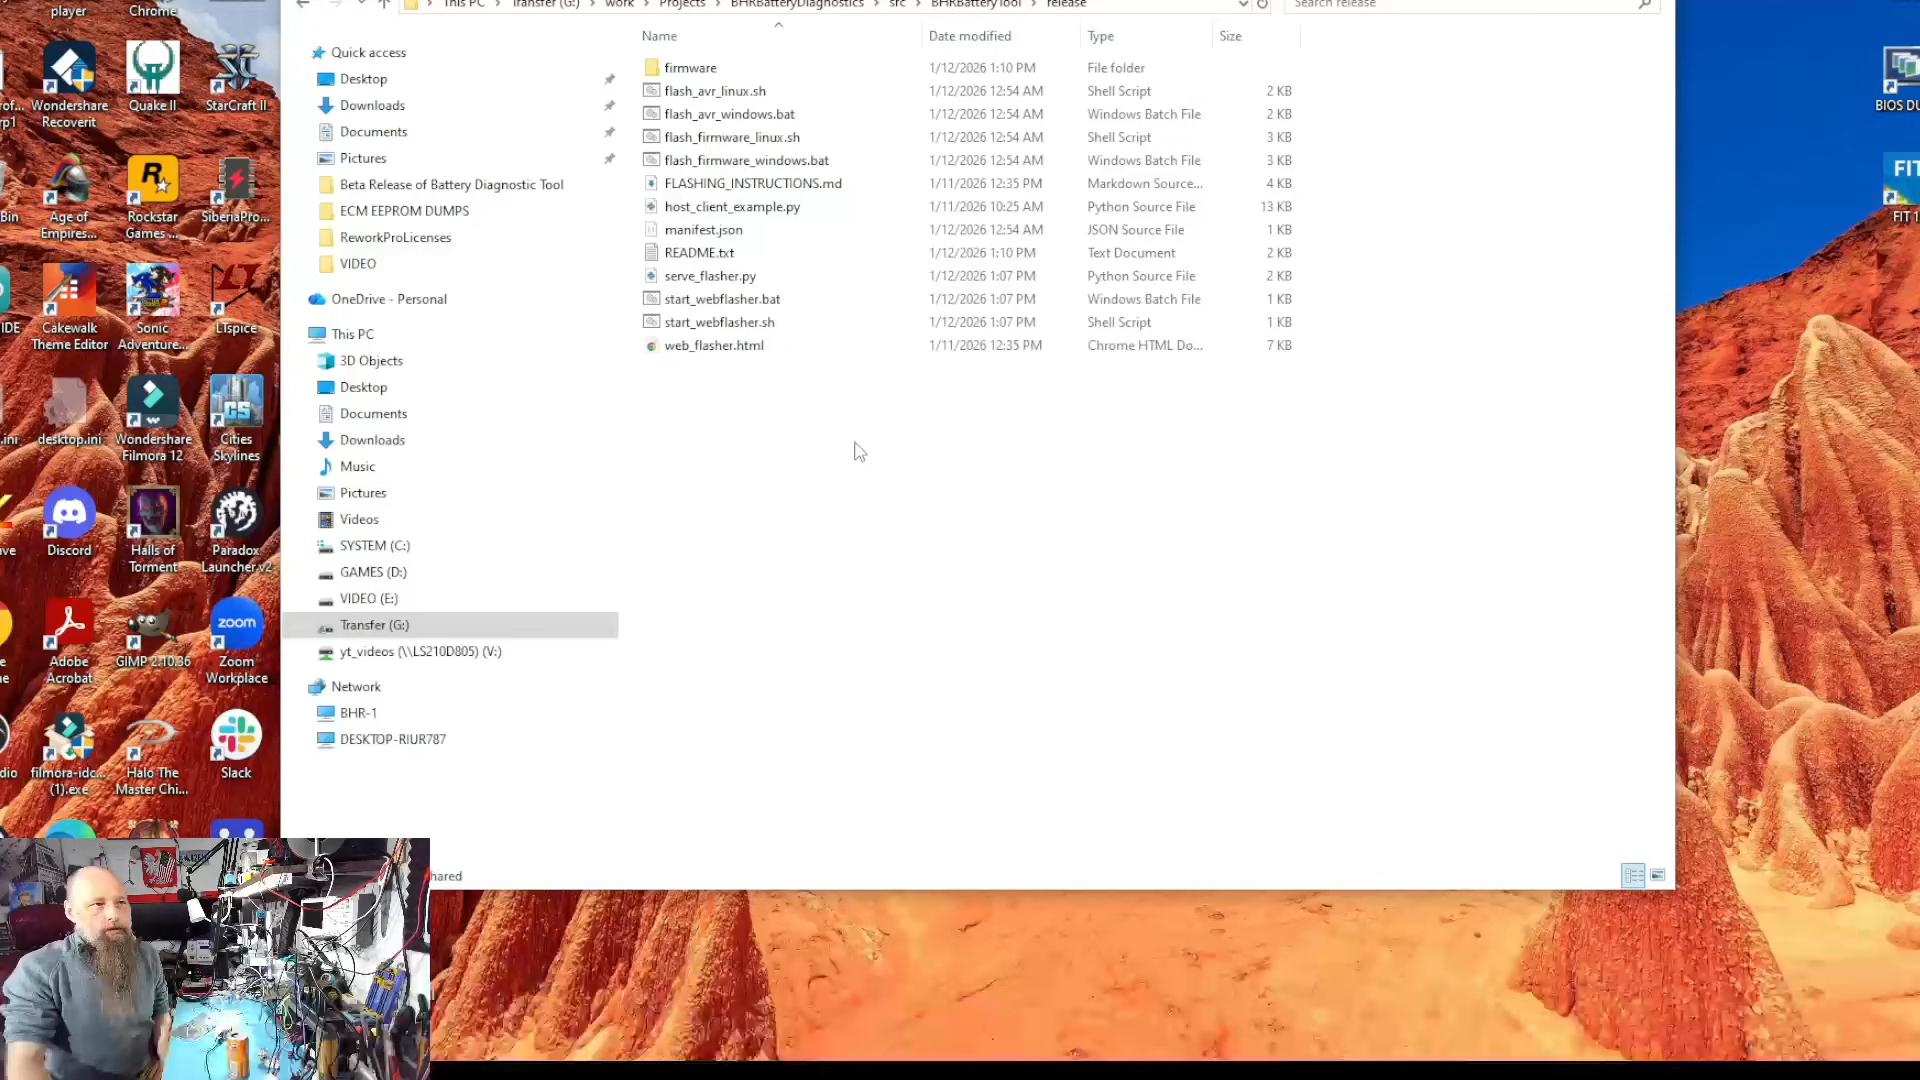 This PC
Transfer (G:)
work
Projects
BHRBatteryDiagnostics
src
BHRBatteryTool
release
Search release
Name
Date modified
Type
Size
firmware 1/12/2026 1:10 PM File folder
flash_avr_linux.sh 1/12/2026 12:54 AM Shell Script 2 KB
flash_avr_windows.bat 1/12/2026 12:54 AM Windows Batch File 2 KB
flash_firmware_linux.sh 1/12/2026 12:54 AM Shell Script 3 KB
flash_firmware_windows.bat 1/12/2026 12:54 AM Windows Batch File 3 KB
FLASHING_INSTRUCTIONS.md 1/11/2026 12:35 PM Markdown Source... 4 KB
host_client_example.py 1/11/2026 10:25 AM Python Source File 13 KB
manifest.json 1/12/2026 12:54 AM JSON Source File 1 KB
README.txt 1/12/2026 1:10 PM Text Document 2 KB
serve_flasher.py 1/12/2026 1:07 PM Python Source File 2 KB
start_webflasher.bat 1/12/2026 1:07 PM Windows Batch File 1 KB
start_webflasher.sh 1/12/2026 1:07 PM Shell Script 1 KB
web_flasher.html 1/11/2026 12:35 PM Chrome HTML Do... 7 KB
Quick access
Desktop
Downloads
Documents
Pictures
Beta Release of Battery Diagnostic Tool
ECM EEPROM DUMPS
ReworkProLicenses
VIDEO
OneDrive - Personal
This PC
3D Objects
Desktop
Documents
Downloads
Music
Pictures
Videos
SYSTEM (C:)
GAMES (D:)
VIDEO (E:)
Transfer (G:)
yt_videos (\\LS210D805) (V:)
Network
BHR-1
DESKTOP-RIUR787
hared
player
Chrome
Wondershare
Recoverit
Quake II
StarCraft II
Age of
Empires...
Rockstar
Games ...
SiberiaPro...
Cakewalk
Theme Editor
Sonic
Adventure...
LTspice
desktop.ini
Wondershare
Filmora 12
Cities
Skylines
Discord
Halls of
Torment
Paradox
Launcher v2
Adobe
Acrobat
GIMP 2.10.36
zoom
Zoom
Workplace
filmora-idc...
(1).exe
Halo The
Master Chi...
Slack
rof...
rp1
Bin
IDE
.ini
ve
e
ne
dio
BIOS DU
FIT
FIT 1